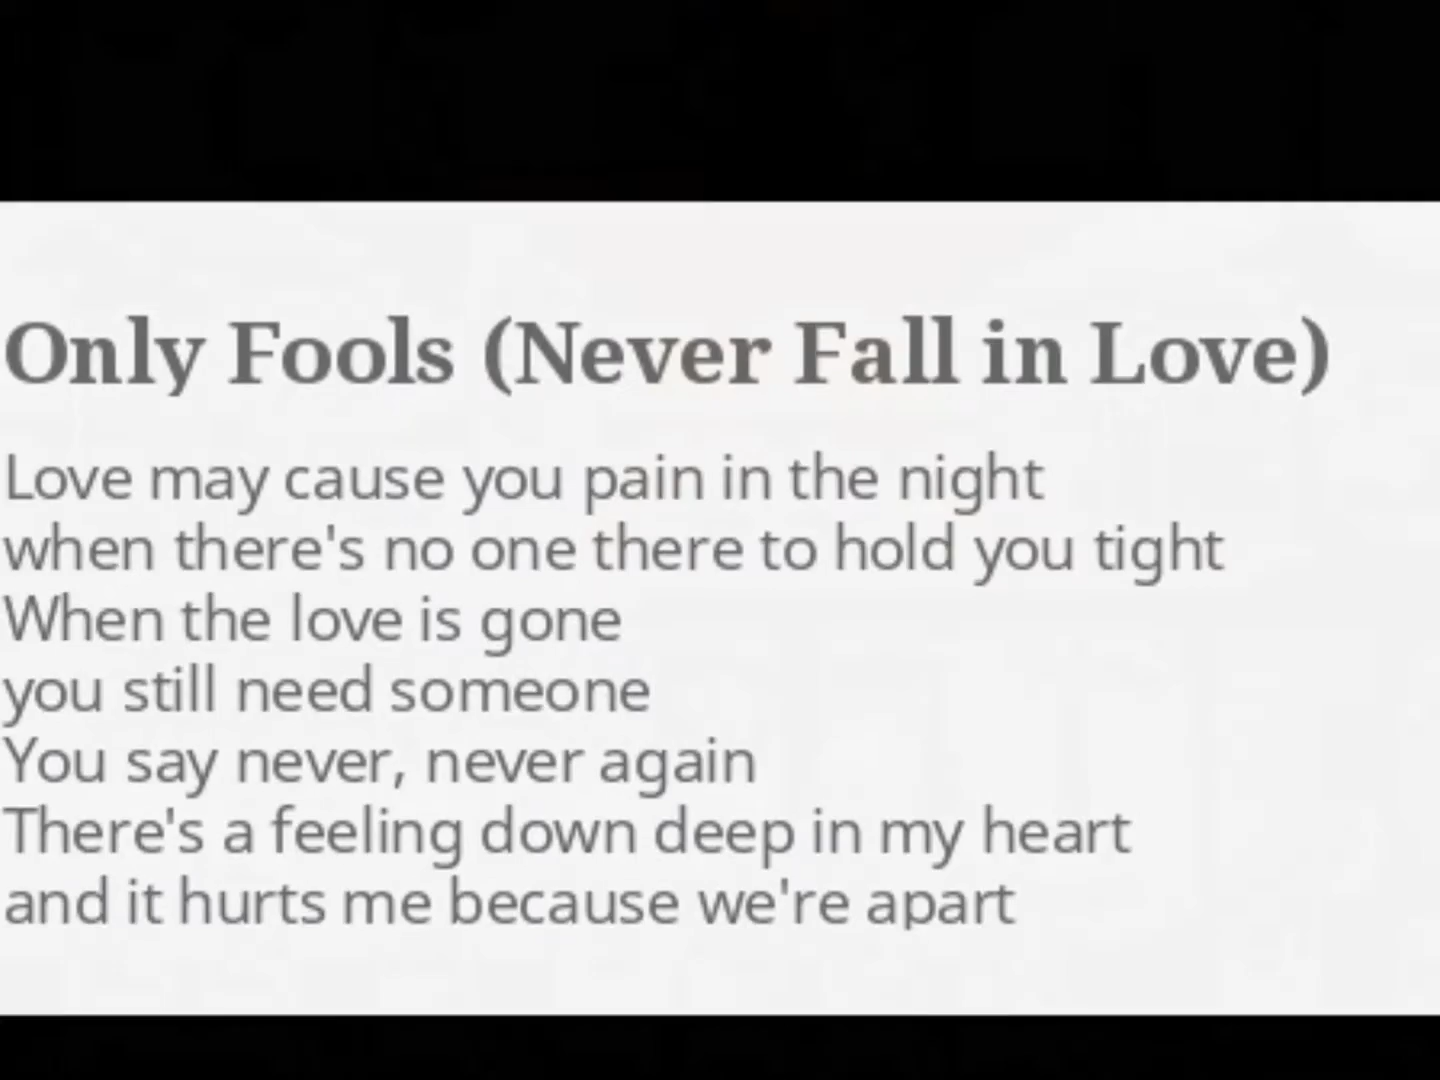 Only Fools (Never Fall in Love)
Love may cause you pain in the night
when there's no one there to hold you tight
When the love is gone
you still need someone
You say never, never again
There's a feeling down deep in my heart
and it hurts me because we're apart